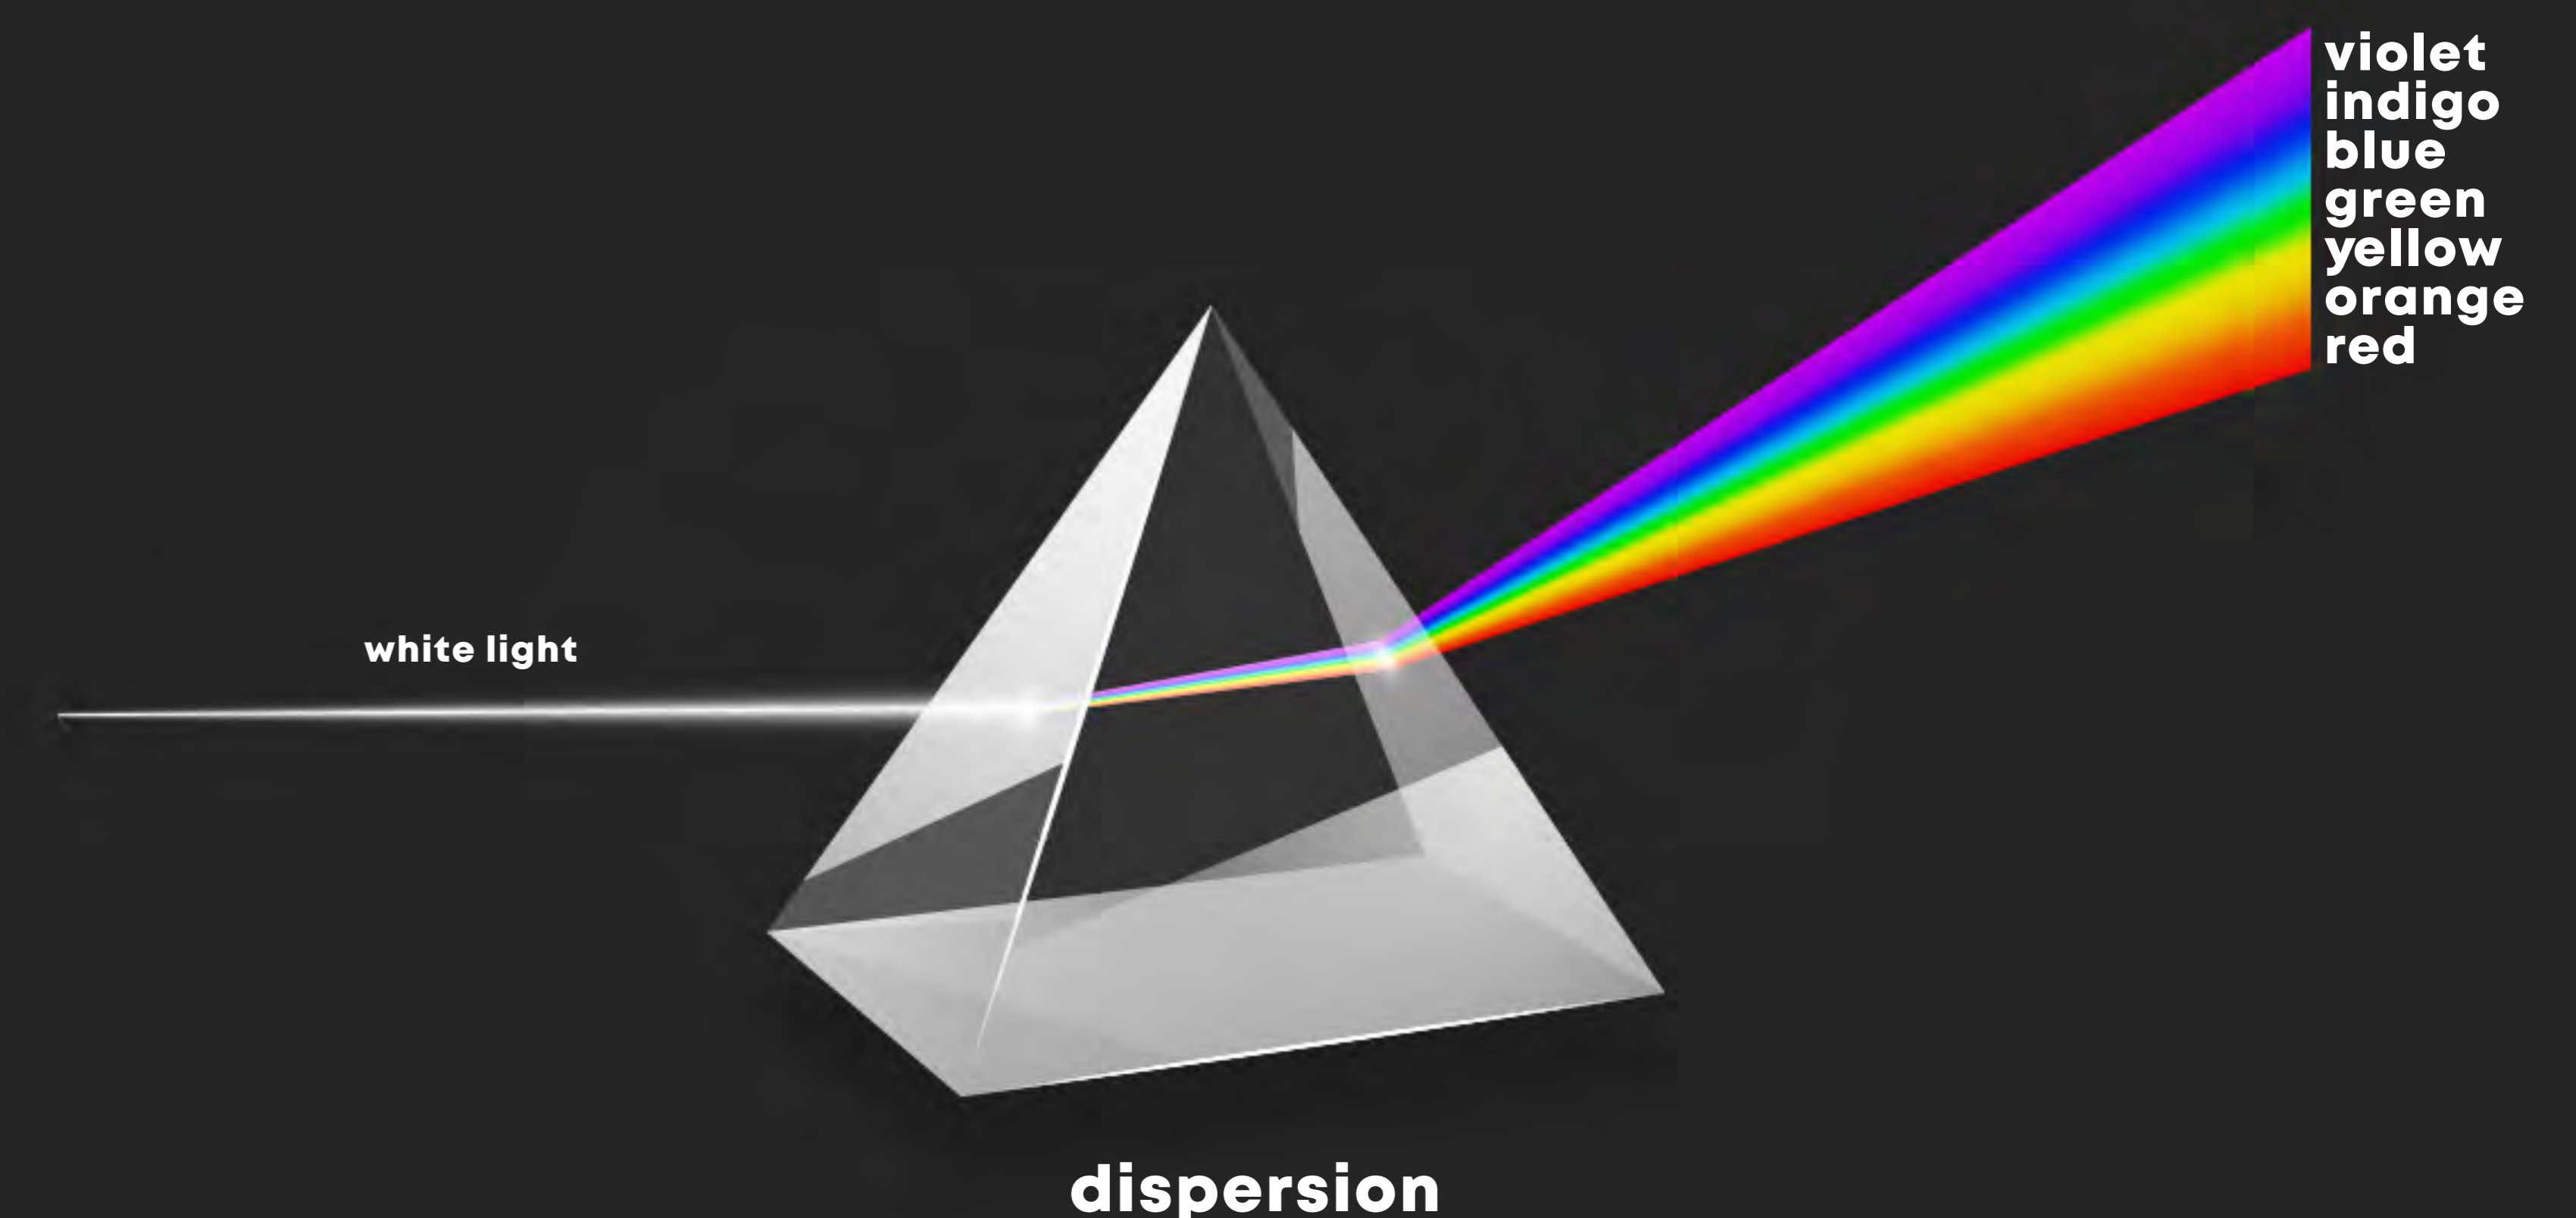 violet
indigo
blue
green
yellow
orange
red
white light
dispersion